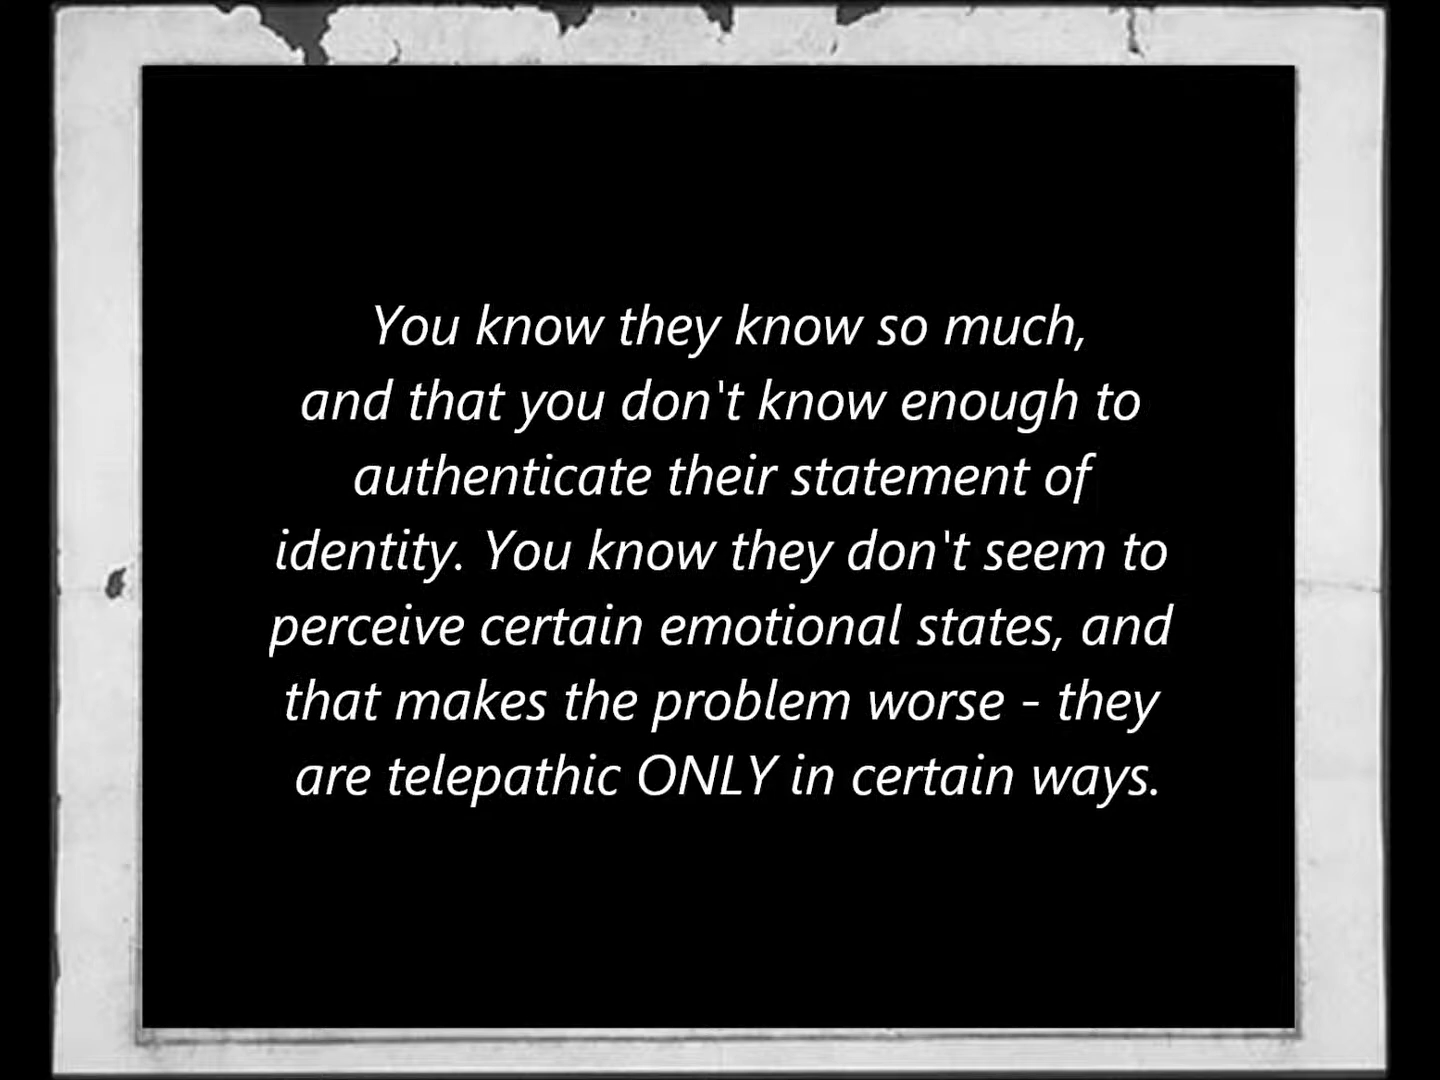 You know they know so much,
and that you don't know enough to
authenticate their statement of
identity. You know they don't seem to
perceive certain emotional states, and
that makes the problem worse - they
are telepathic ONLY in certain ways.